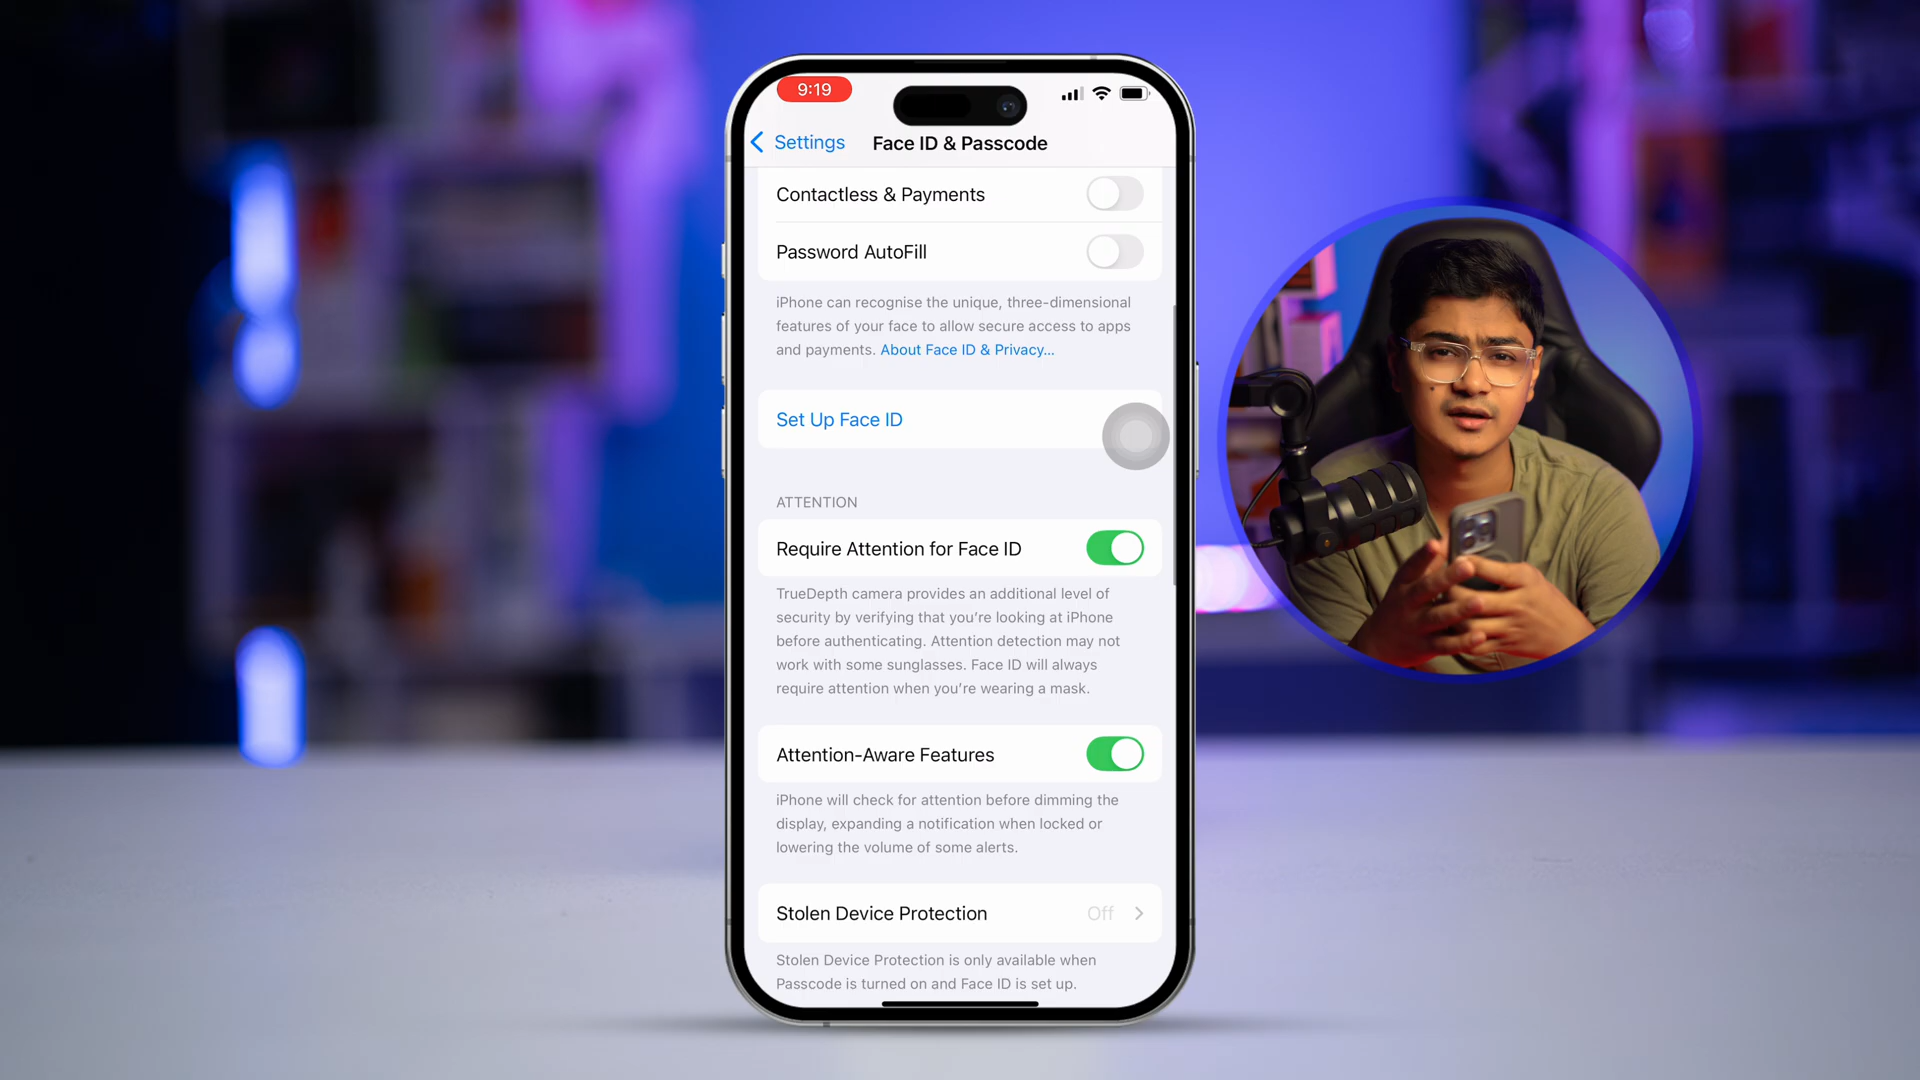 9:19
Settings
Face ID & Passcode
Contactless & Payments
Password AutoFill
iPhone can recognise the unique, three-dimensional
features of your face to allow secure access to apps
and payments. About Face ID & Privacy...
Set Up Face ID
ATTENTION
Require Attention for Face ID
TrueDepth camera provides an additional level of
security by verifying that you’re looking at iPhone
before authenticating. Attention detection may not
work with some sunglasses. Face ID will always
require attention when you’re wearing a mask.
Attention-Aware Features
iPhone will check for attention before dimming the
display, expanding a notification when locked or
lowering the volume of some alerts.
Stolen Device Protection Off
Stolen Device Protection is only available when
Passcode is turned on and Face ID is set up.